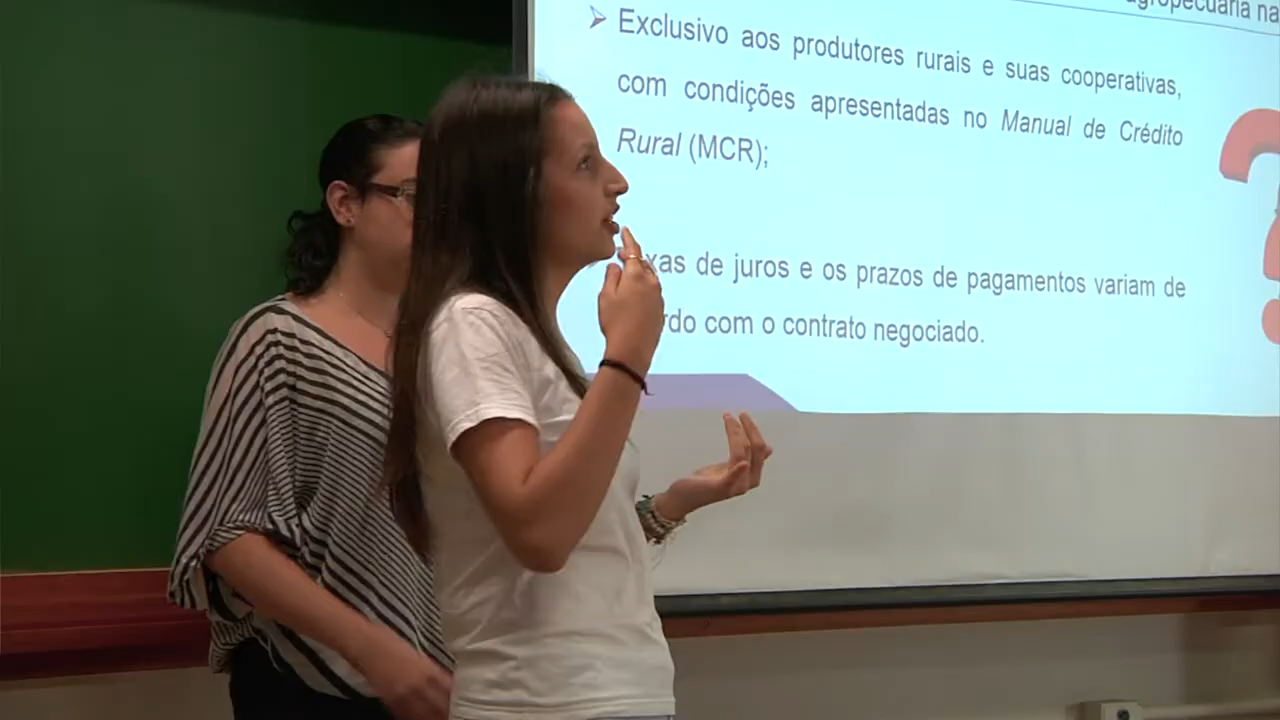 agropecuária na
Exclusivo aos produtores rurais e suas cooperativas,
com condições apresentadas no Manual de Crédito
Rural (MCR);
xas de juros e os prazos de pagamentos variam de
rdo com o contrato negociado.